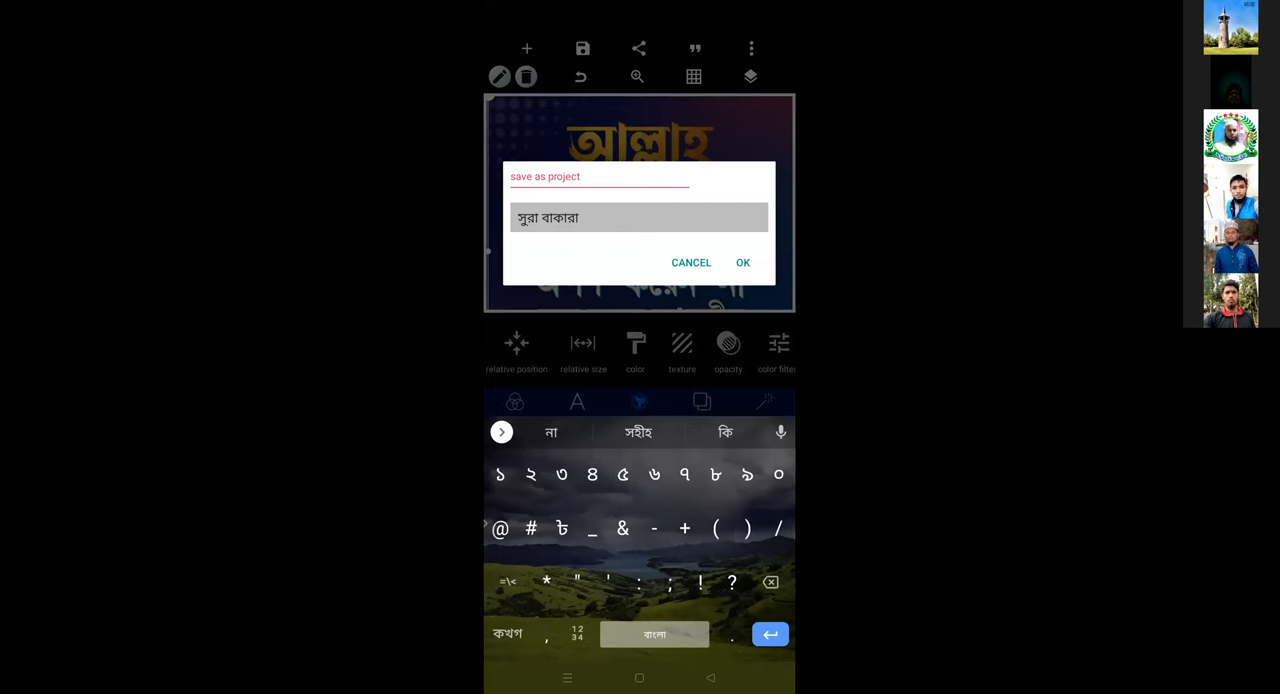 আল্লাহ
save as project
সুরা বাকারা
CANCEL OK
relative position relative size color texture opacity color filter
না সহীহ কি
১ ২ ৩ ৪ ৫ ৬ ৭ ৮ ৯ ০
@ # ৳ _ & - + ( ) /
=\< * " ' : ; ! ?
কখগ , 12 34 বাংলা .